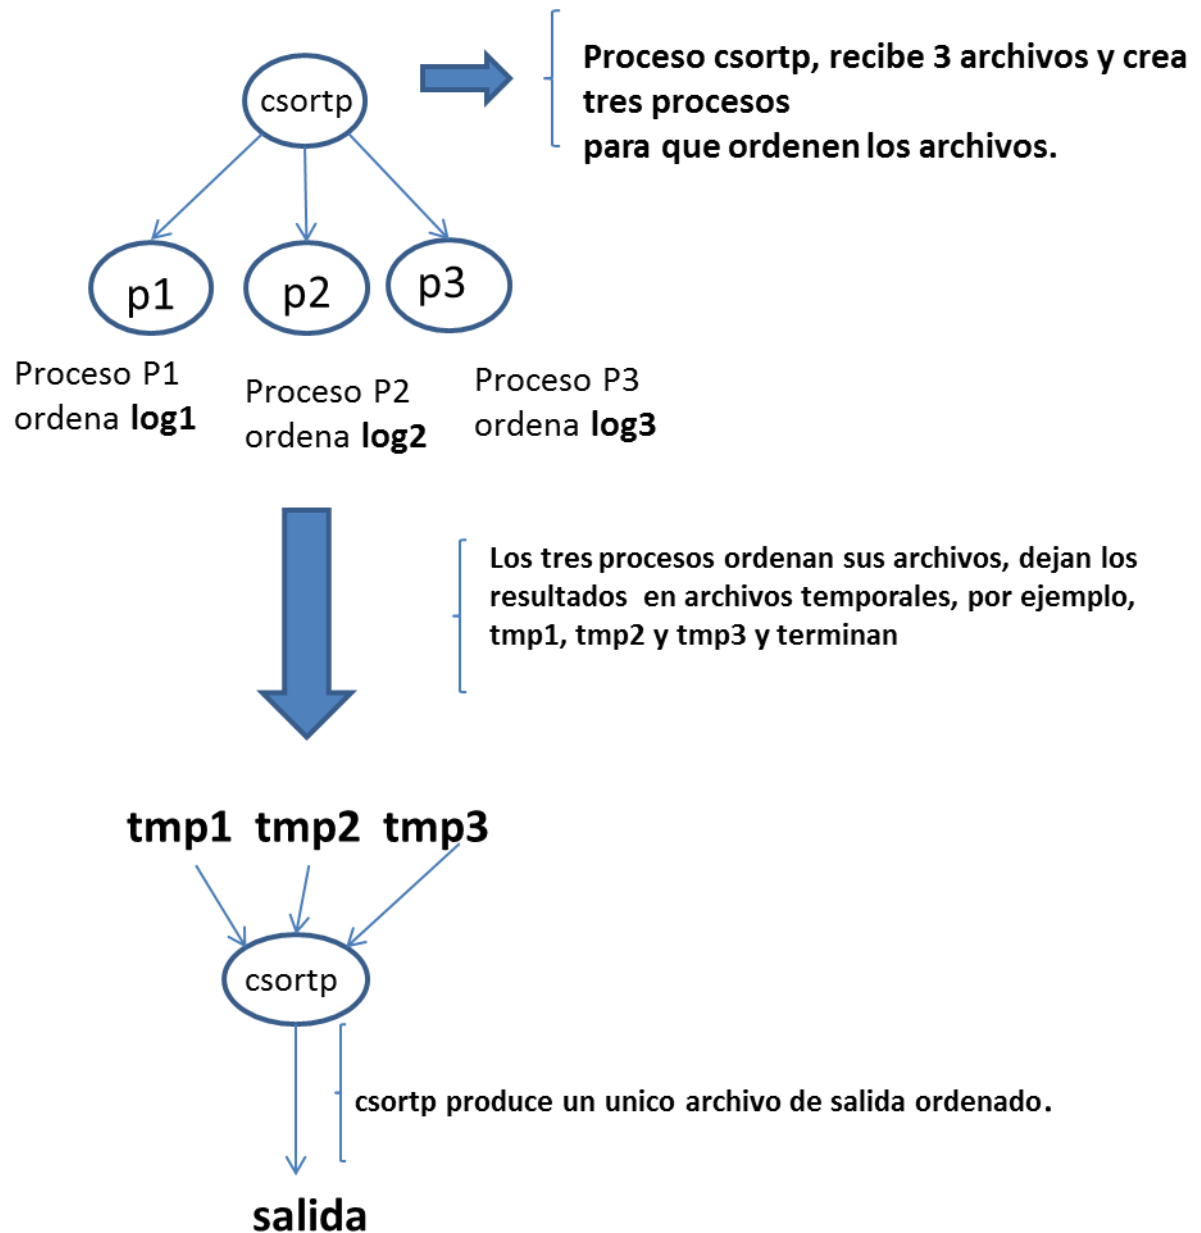 csortp
Proceso csortp, recibe 3 archivos y crea
tres procesos
para que ordenen los archivos.
p1
p2
p3
Proceso P1
ordena log1
Proceso P2
ordena log2
Proceso P3
ordena log3
Los tres procesos ordenan sus archivos, dejan los
resultados en archivos temporales, por ejemplo,
tmp1, tmp2 y tmp3 y terminan
tmp1 tmp2 tmp3
csortp
csortp produce un unico archivo de salida ordenado.
salida